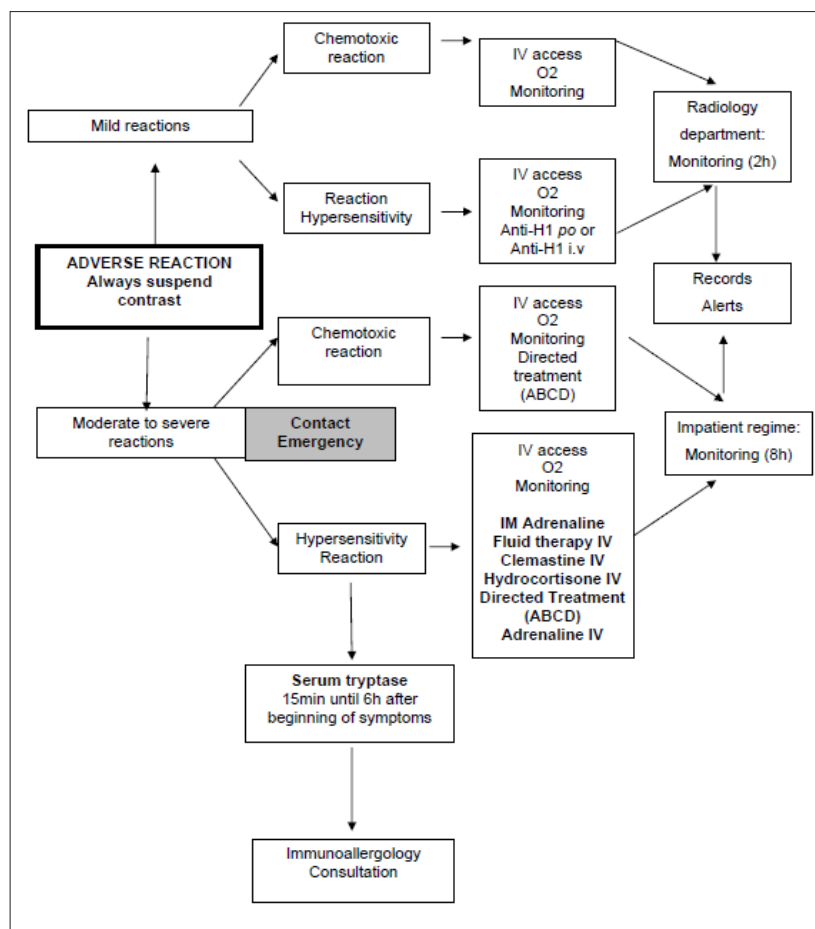 Chemotoxic
reaction
IV access
O2
Monitoring
Radiology
department:
Monitoring (2h)
Mild reactions
Reaction
Hypersensitivity
IV access
O2
Monitoring
Anti-H1 po or
Anti-H1 i.v
ADVERSE REACTION
Always suspend
contrast
Records
Alerts
Chemotoxic
reaction
IV access
O2
Monitoring
Directed
treatment
(ABCD)
Moderate to severe
reactions
Contact
Emergency
Impatient regime:
Monitoring (8h)
IV access
O2
Monitoring
IM Adrenaline
Fluid therapy IV
Clemastine IV
Hydrocortisone IV
Directed Treatment
(ABCD)
Adrenaline IV
Hypersensitivity
Reaction
Serum tryptase
15min until 6h after
beginning of symptoms
Immunoallergology
Consultation